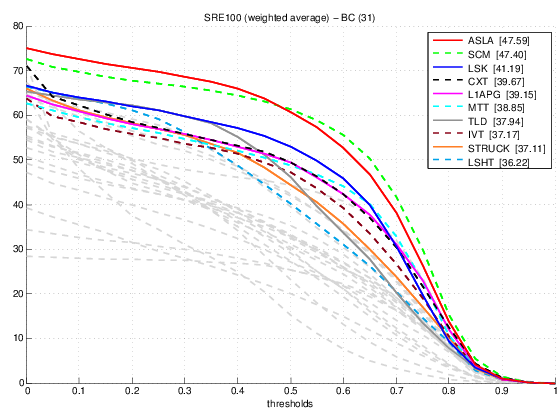 SRE100 (weighted average) – BC (31)
80
70
60
50
40
30
20
10
0
0 0.1 0.2 0.3 0.4 0.5 0.6 0.7 0.8 0.9 1
thresholds
ASLA [47.59]
SCM [47.40]
LSK [41.19]
CXT [39.67]
L1APG [39.15]
MTT [38.85]
TLD [37.94]
IVT [37.17]
STRUCK [37.11]
LSHT [36.22]